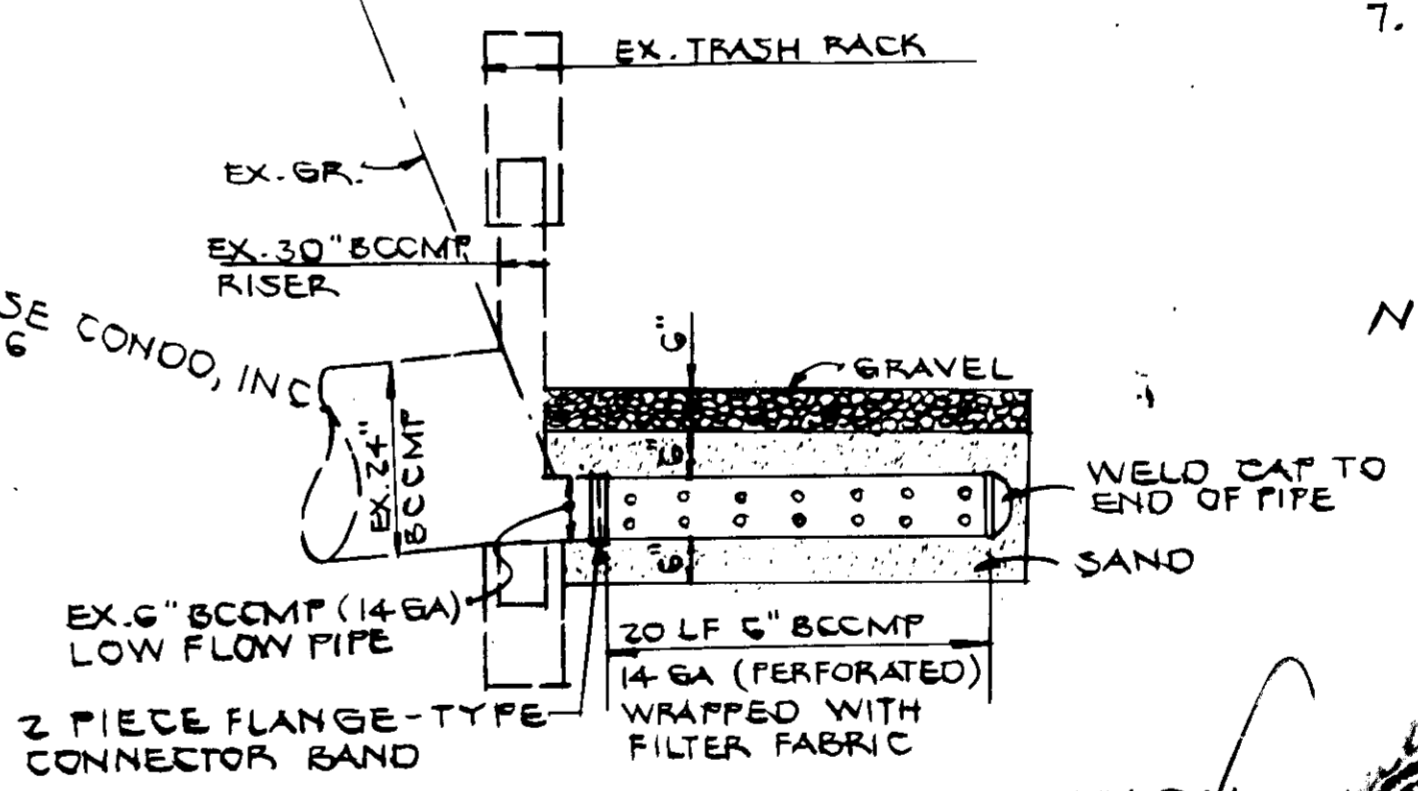 7.
EX. TRASH RACK
EX. GR.
EX. 30" BCCMP
RISER
SE CONDO, INC.
6
N
6"
GRAVEL
EX. 24"
BCCMP
6"
WELD CAP TO
END OF PIPE
6"
SAND
EX. 6" BCCMP (14 GA)
LOW FLOW PIPE
20 LF 6" BCCMP
14 GA (PERFORATED)
WRAPPED WITH
FILTER FABRIC
2 PIECE FLANGE-TYPE
CONNECTOR BAND